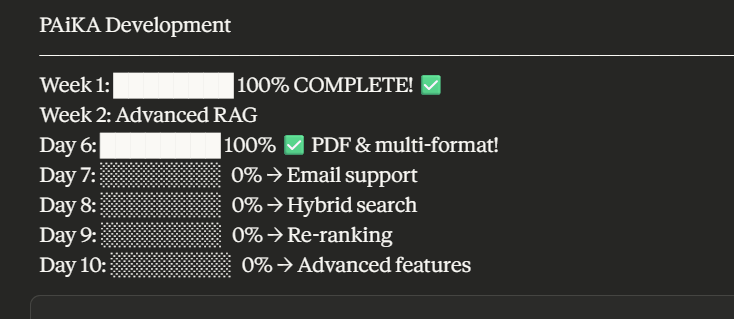 PAiKA Development
Week 1: ██████████ 100% COMPLETE! ✅
Week 2: Advanced RAG
Day 6: ██████████ 100% ✅ PDF & multi-format!
Day 7: ░░░░░░░░░░ 0% → Email support
Day 8: ░░░░░░░░░░ 0% → Hybrid search
Day 9: ░░░░░░░░░░ 0% → Re-ranking
Day 10: ░░░░░░░░░░ 0% → Advanced features